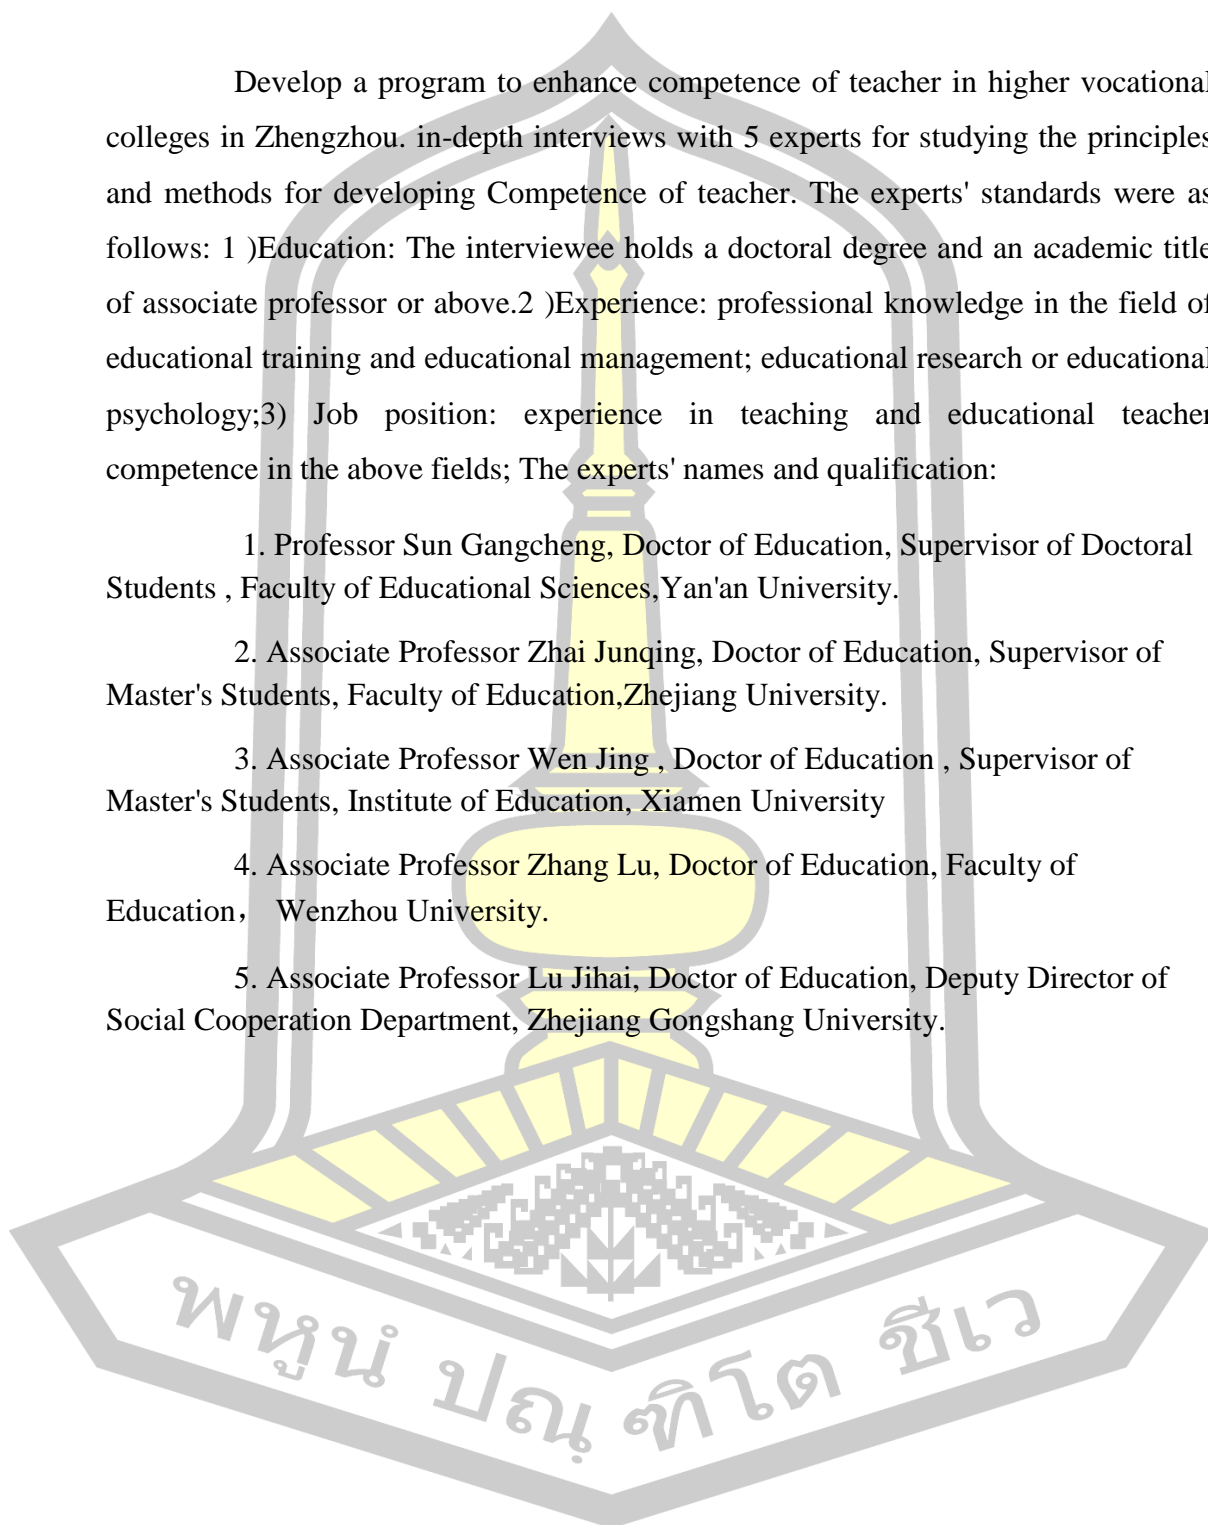 Develop a program to enhance competence of teacher in higher vocational
colleges in Zhengzhou. in-depth interviews with 5 experts for studying the principles
and methods for developing Competence of teacher. The experts' standards were as
follows: 1 )Education: The interviewee holds a doctoral degree and an academic title
of associate professor or above.2 )Experience: professional knowledge in the field of
educational training and educational management; educational research or educational
psychology;3) Job position: experience in teaching and educational teacher
competence in the above fields; The experts' names and qualification:
1. Professor Sun Gangcheng, Doctor of Education, Supervisor of Doctoral
Students , Faculty of Educational Sciences,Yan'an University.
2. Associate Professor Zhai Junqing, Doctor of Education, Supervisor of
Master's Students, Faculty of Education,Zhejiang University.
3. Associate Professor Wen Jing , Doctor of Education , Supervisor of
Master's Students, Institute of Education, Xiamen University
4. Associate Professor Zhang Lu, Doctor of Education, Faculty of
Education， Wenzhou University.
5. Associate Professor Lu Jihai, Doctor of Education, Deputy Director of
Social Cooperation Department, Zhejiang Gongshang University.
พหูนํ ปณฺฑิโต ชีเว